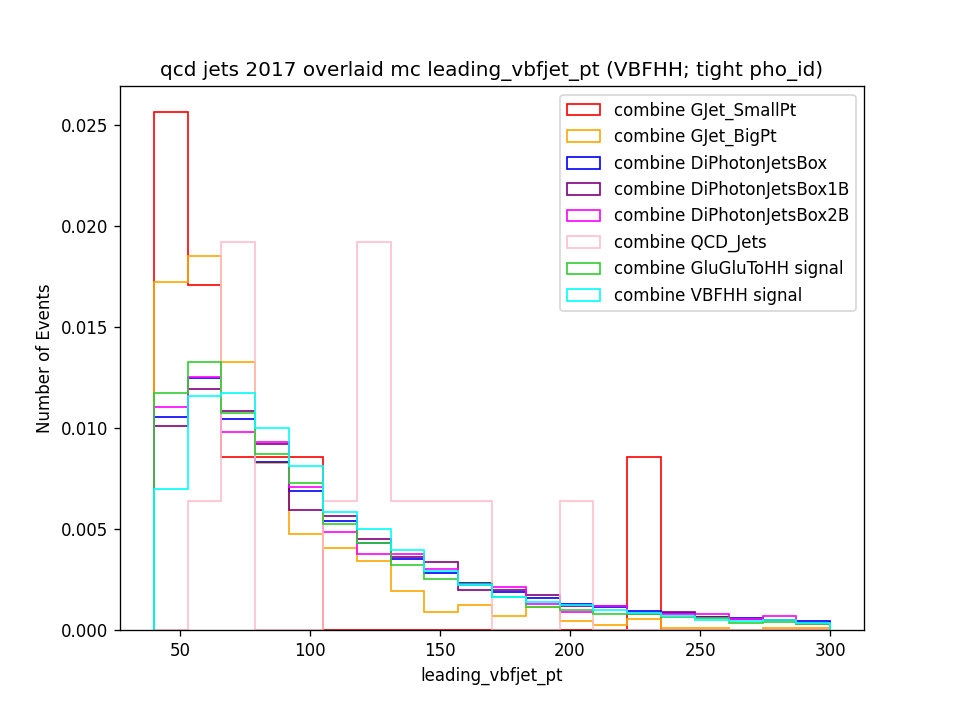 qcd jets 2017 overlaid mc leading_vbfjet_pt (VBFHH; tight pho_id)
combine GJet_SmallPt
combine GJet_BigPt
combine DiPhotonJetsBox
combine DiPhotonJetsBox1B
combine DiPhotonJetsBox2B
combine QCD_Jets
combine GluGluToHH signal
combine VBFHH signal
Number of Events
0.025
0.020
0.015
0.010
0.005
0.000
50
100
150
200
250
300
leading_vbfjet_pt